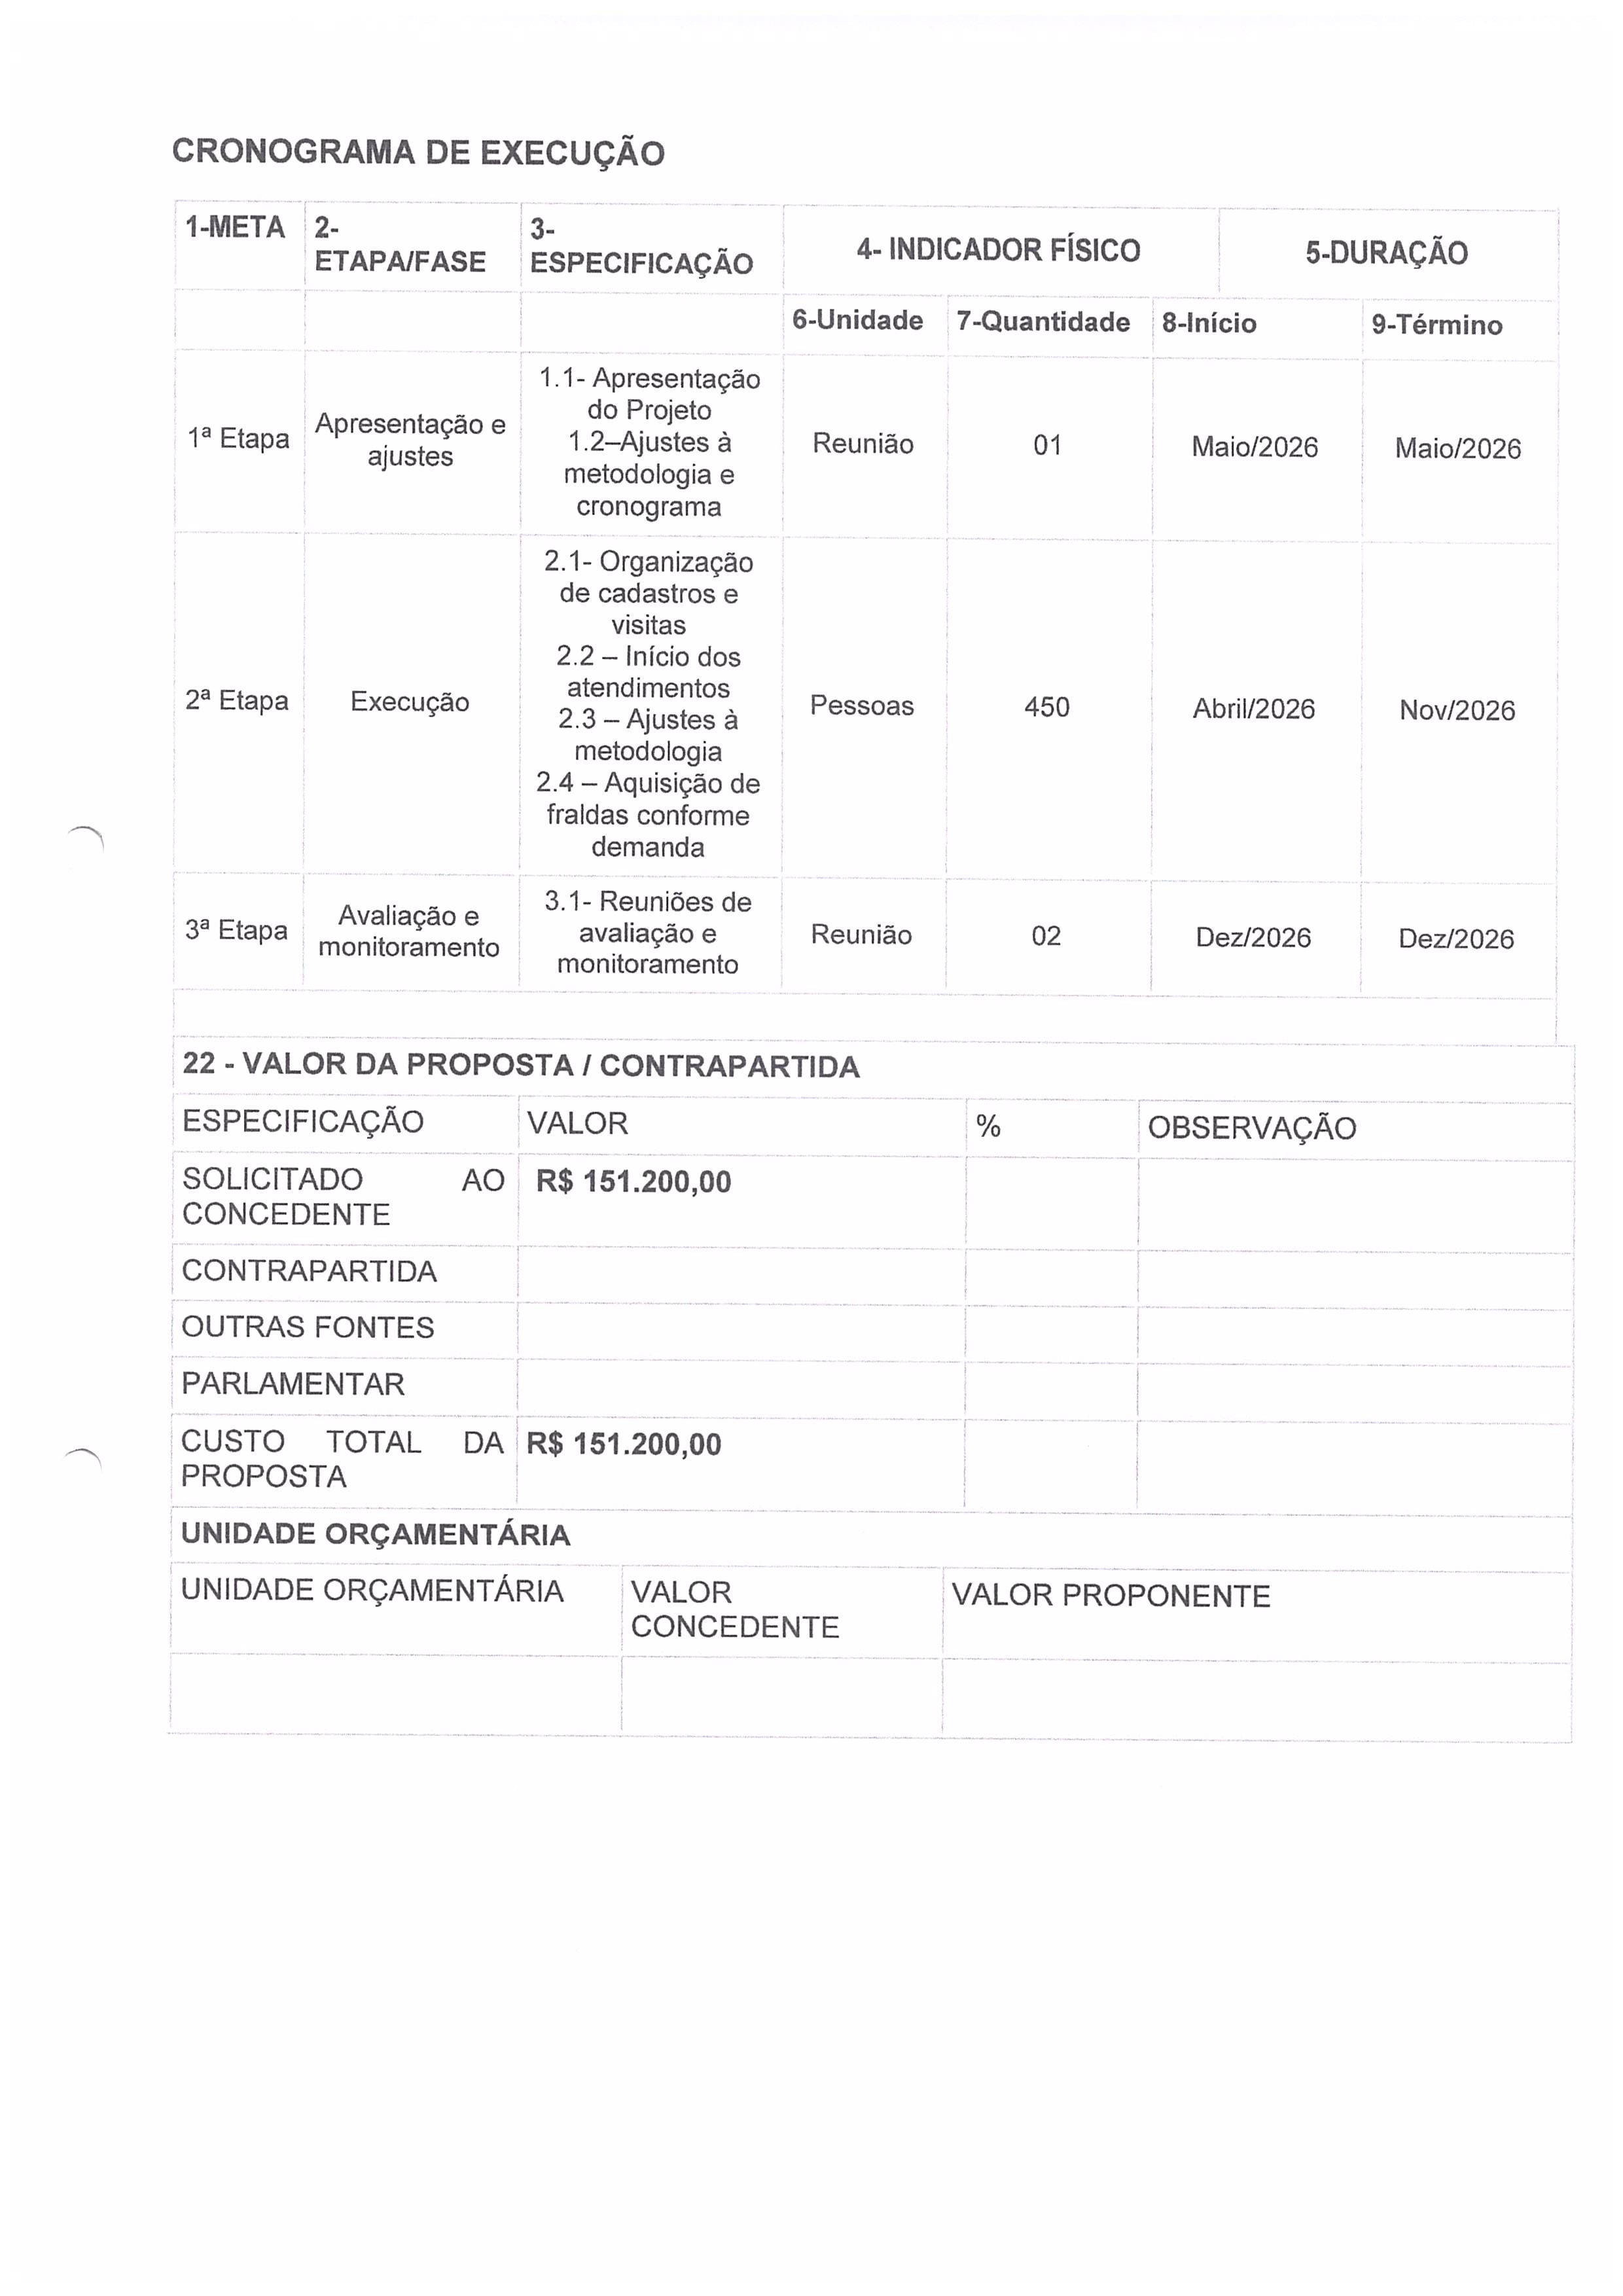 CRONOGRAMA DE EXECUÇÃO
1-META 2- 3- 4- INDICADOR FÍSICO 5-DURAÇÃO
ETAPA/FASE ESPECIFICAÇÃO
6-Unidade 7-Quantidade 8-Início 9-Término
1ª Etapa
Apresentação e
ajustes
1.1- Apresentação
do Projeto
1.2–Ajustes à
metodologia e
cronograma
Reunião
01
Maio/2026
Maio/2026
2ª Etapa
Execução
2.1- Organização
de cadastros e
visitas
2.2 – Início dos
atendimentos
2.3 – Ajustes à
metodologia
2.4 – Aquisição de
fraldas conforme
demanda
Pessoas
450
Abril/2026
Nov/2026
3ª Etapa
Avaliação e
monitoramento
3.1- Reuniões de
avaliação e
monitoramento
Reunião
02
Dez/2026
Dez/2026
22 - VALOR DA PROPOSTA / CONTRAPARTIDA
ESPECIFICAÇÃO VALOR % OBSERVAÇÃO
SOLICITADO AO
CONCEDENTE
R$ 151.200,00
CONTRAPARTIDA
OUTRAS FONTES
PARLAMENTAR
CUSTO TOTAL DA
PROPOSTA
R$ 151.200,00
UNIDADE ORÇAMENTÁRIA
UNIDADE ORÇAMENTÁRIA
VALOR
CONCEDENTE
VALOR PROPONENTE